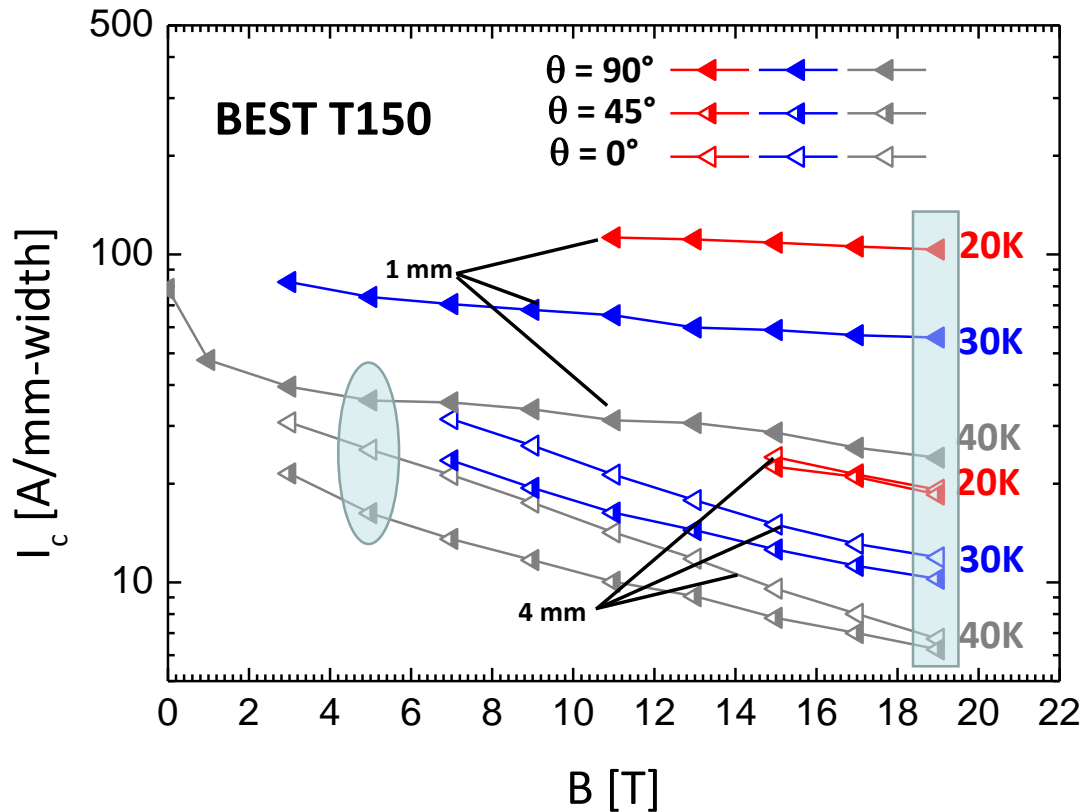 500
100
10
I_c [A/mm-width]
BEST T150
θ = 90°
θ = 45°
θ = 0°
1 mm
4 mm
20K
30K
40K
20K
30K
40K
0 2 4 6 8 10 12 14 16 18 20 22
B [T]